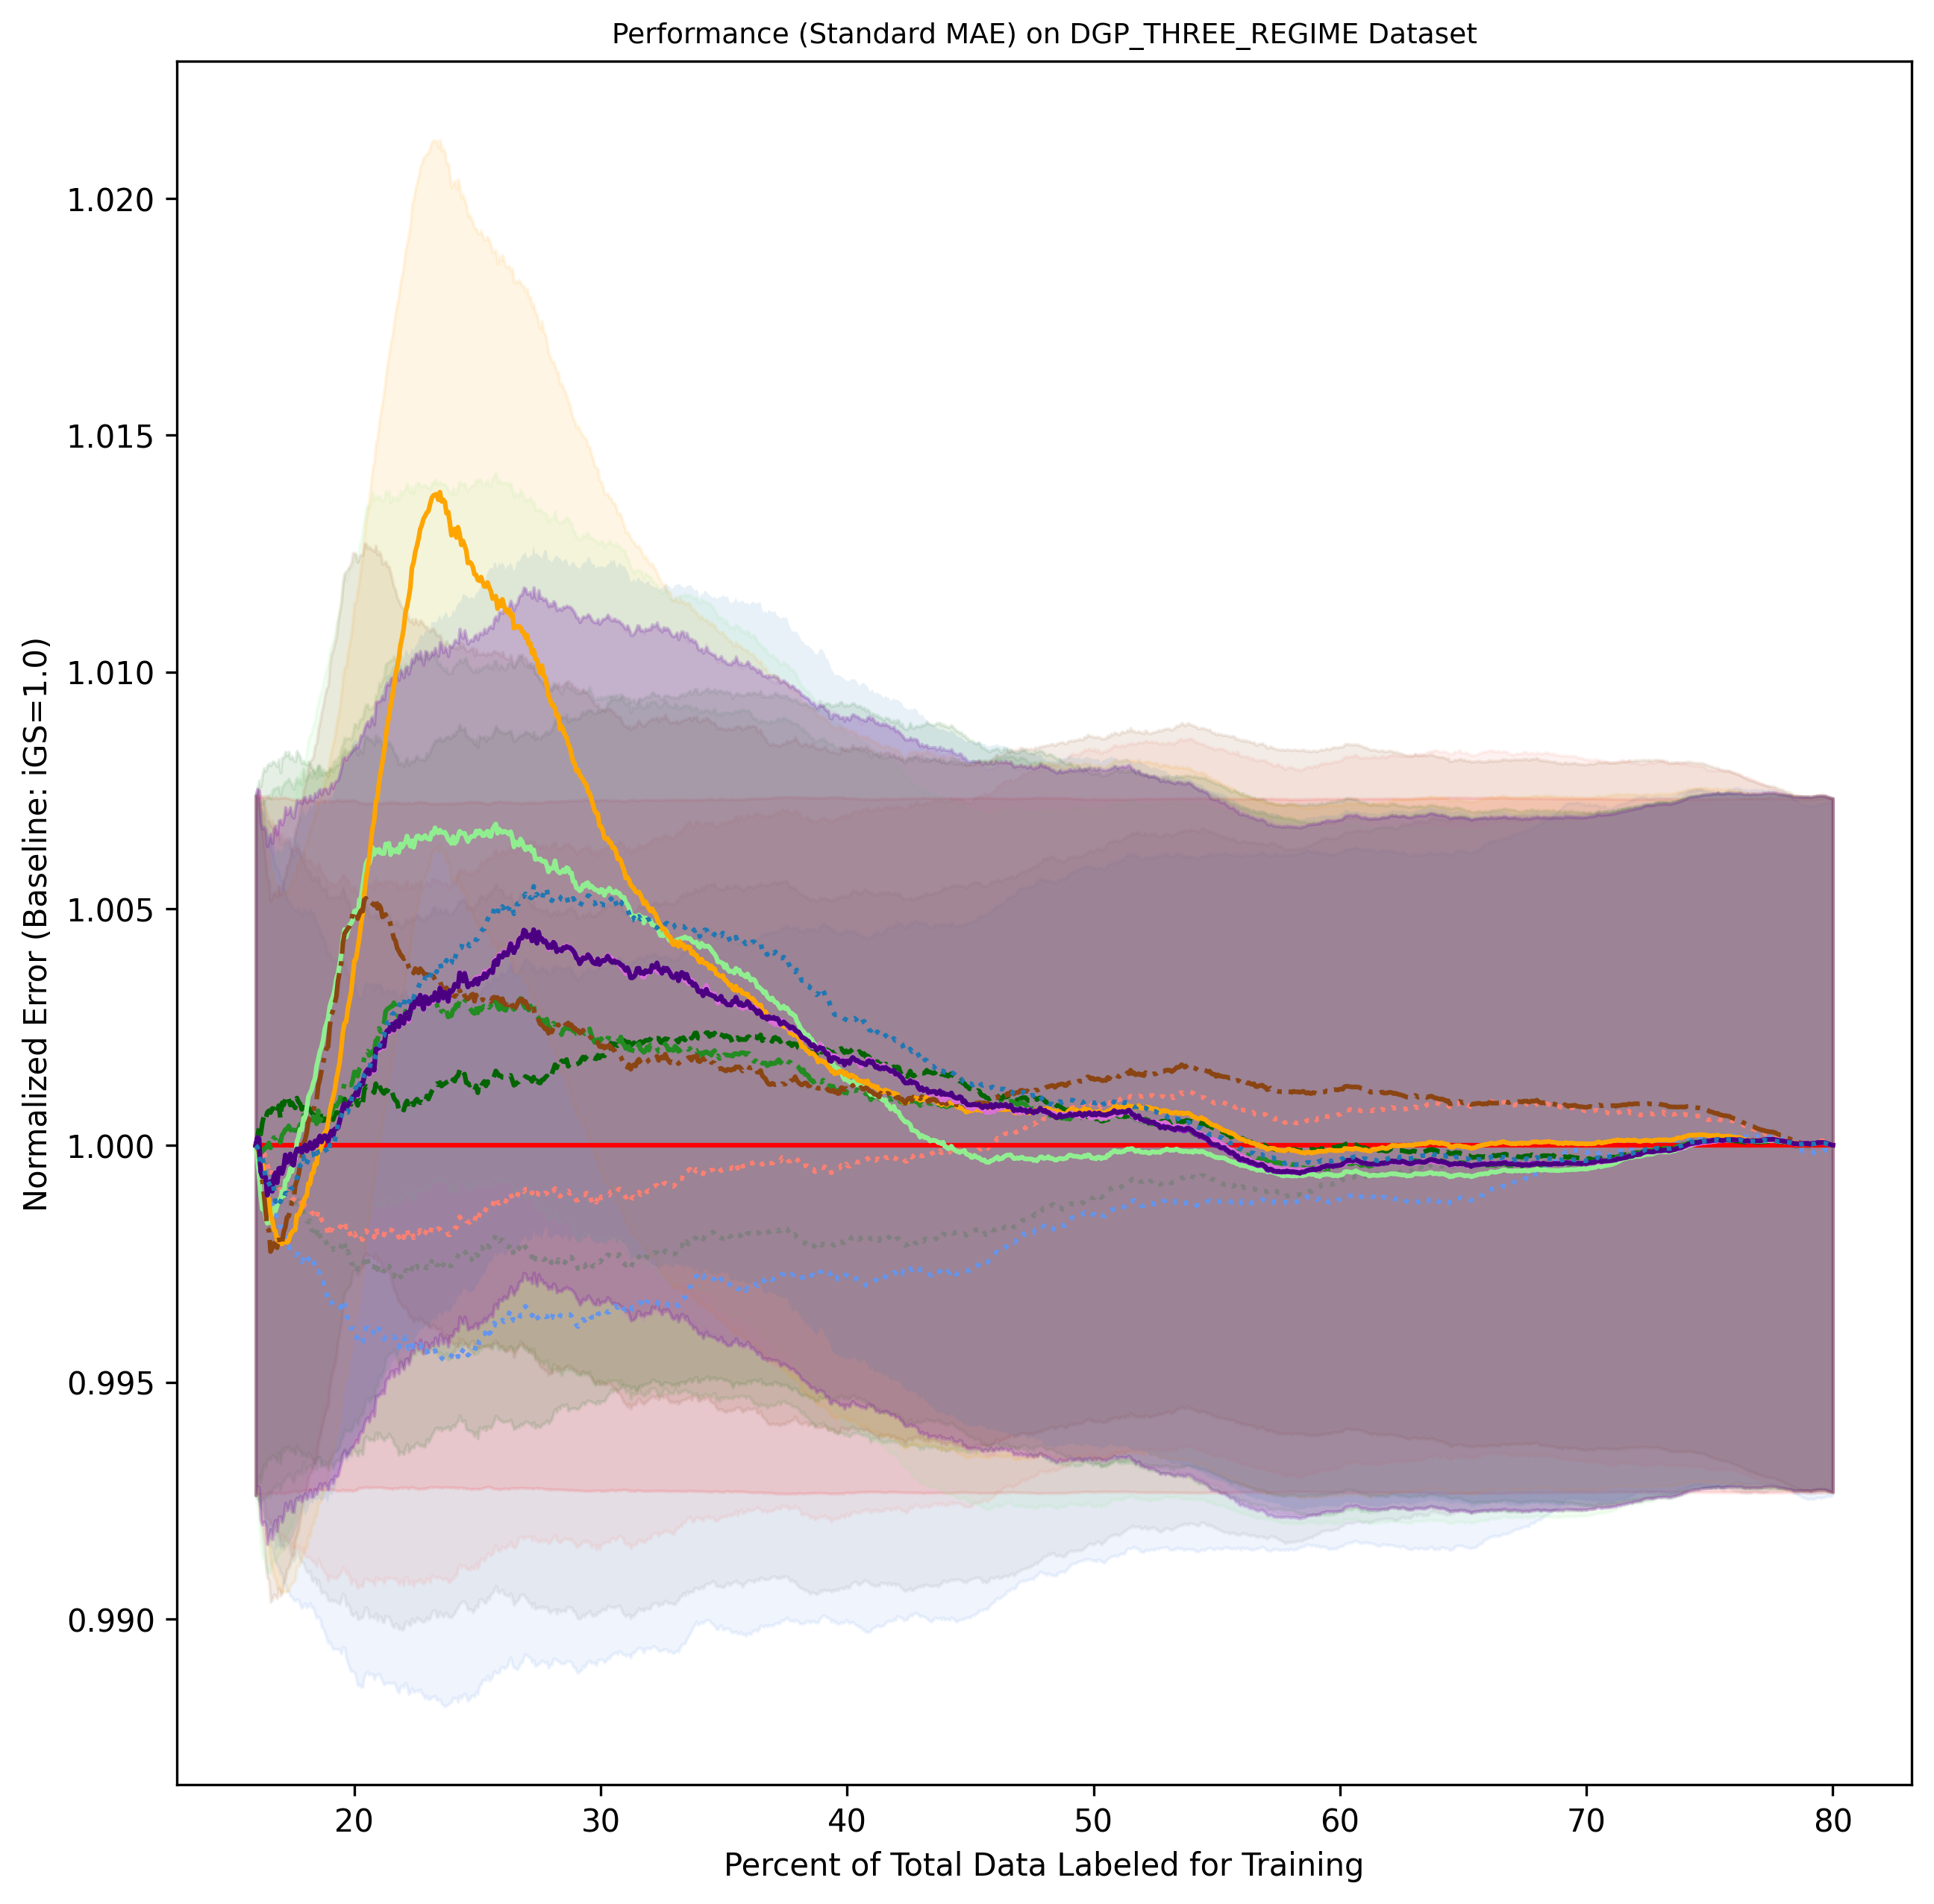 Performance (Standard MAE) on DGP_THREE_REGIME Dataset
Normalized Error (Baseline: iGS=1.0)
1.020
1.015
1.010
1.005
1.000
0.995
0.990
20 30 40 50 60 70 80
Percent of Total Data Labeled for Training